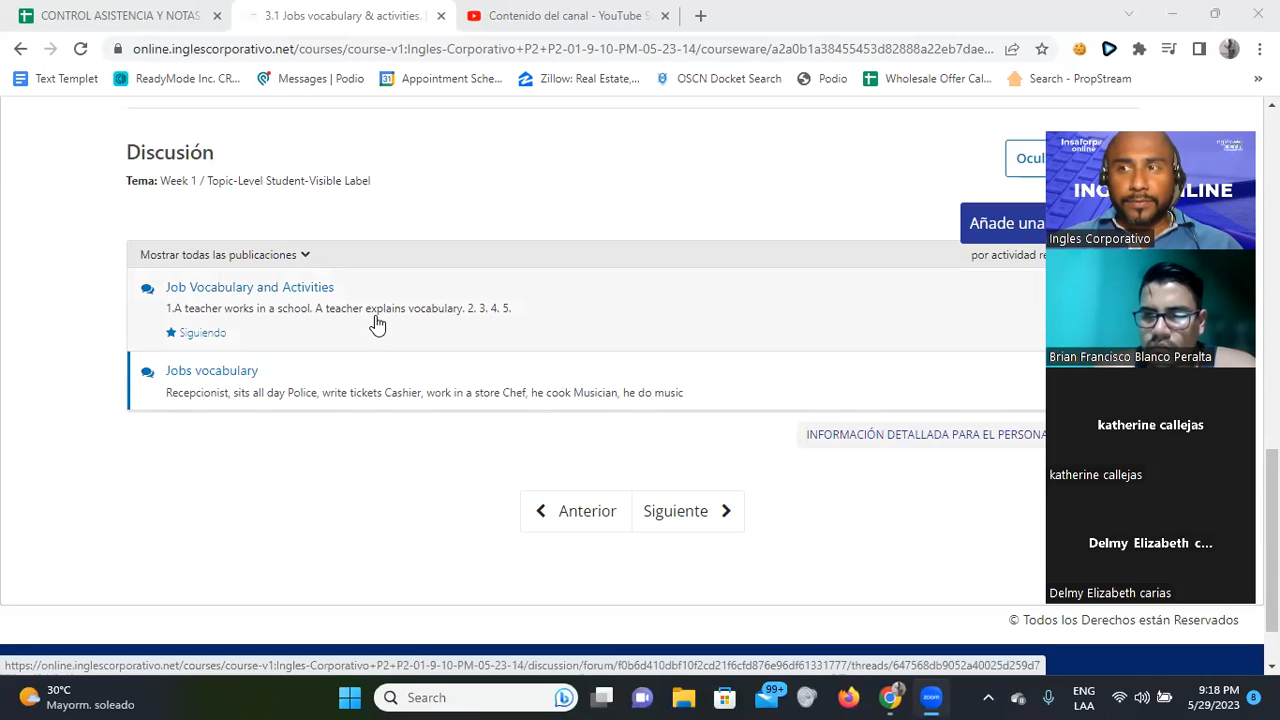 CONTROL ASISTENCIA Y NOTAS
3.1 Jobs vocabulary & activities.
Contenido del canal - YouTube S
online.inglescorporativo.net/courses/course-v1:Ingles-Corporativo+P2+P2-01-9-10-PM-05-23-14/courseware/a2a0b1a38455453d82888a22eb7dae...
Text Templet
ReadyMode Inc. CR...
Messages | Podio
Appointment Sche...
Zillow: Real Estate,...
OSCN Docket Search
Podio
Wholesale Offer Cal...
Search - PropStream
»
Discusión
Ocul
Tema: Week 1 / Topic-Level Student-Visible Label
Añade una
Mostrar todas las publicaciones
por actividad re
Job Vocabulary and Activities
1.A teacher works in a school. A teacher explains vocabulary. 2. 3. 4. 5.
Siguiendo
Jobs vocabulary
Recepcionist, sits all day Police, write tickets Cashier, work in a store Chef, he cook Musician, he do music
INFORMACIÓN DETALLADA PARA EL PERSONA
Anterior
Siguiente
© Todos los Derechos están Reservados
Insaforp
online
INGLES ONLINE
Ingles Corporativo
Brian Francisco Blanco Peralta
katherine callejas
katherine callejas
Delmy Elizabeth c...
Delmy Elizabeth carias
https://online.inglescorporativo.net/courses/course-v1:Ingles-Corporativo+P2+P2-01-9-10-PM-05-23-14/discussion/forum/f0b6d410dbf10f2cd21f6cfd876e96df61331777/threads/647568db9052a40025d259d7
30°C
Mayorm. soleado
Search
99+
zoom
ENG
LAA
9:18 PM
5/29/2023
8